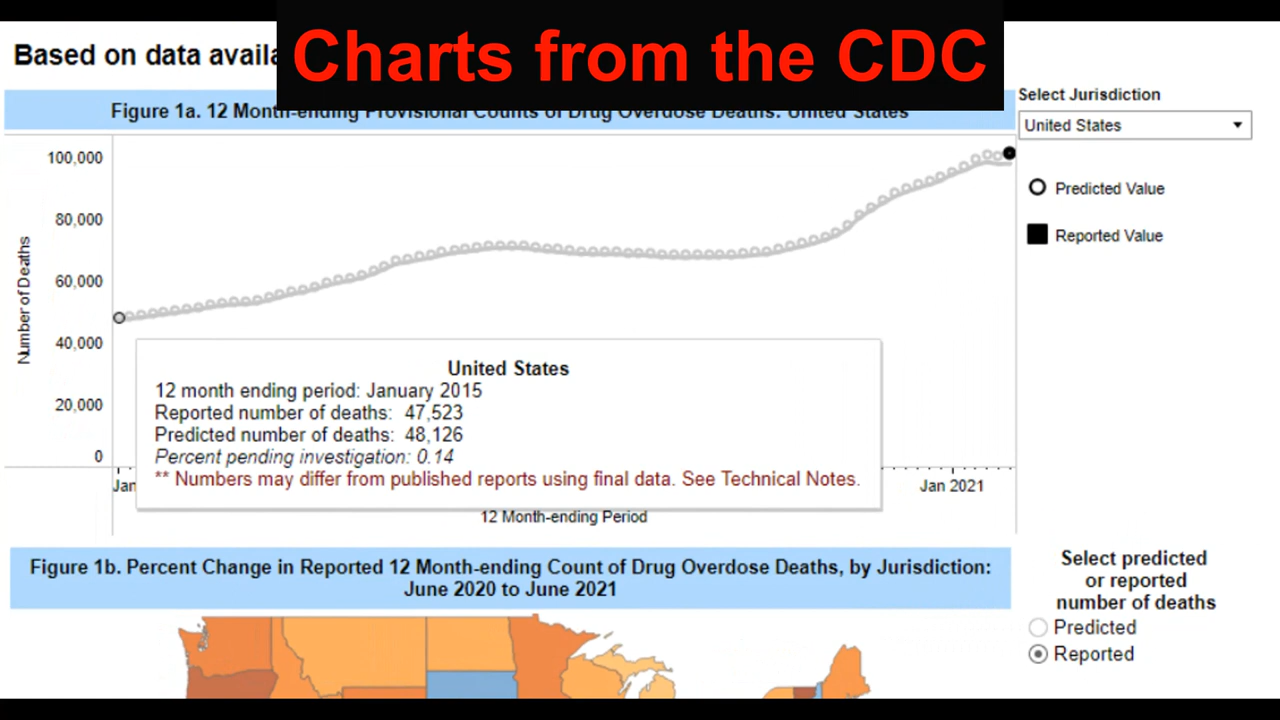 Charts from the CDC
Based on data
Figure 1a. 12 Month-ending Provisional Counts of Drug Overdose Deaths: United States
Select Jurisdiction
United States
Predicted Value
Reported Value
100,000
80,000
60,000
40,000
20,000
0
Number of Deaths
United States
12 month ending period: January 2015
Reported number of deaths: 47,523
Predicted number of deaths: 48,126
Percent pending investigation: 0.14
** Numbers may differ from published reports using final data. See Technical Notes.
Jan
Jan 2021
12 Month-ending Period
Figure 1b. Percent Change in Reported 12 Month-ending Count of Drug Overdose Deaths, by Jurisdiction:
June 2020 to June 2021
Select predicted
or reported
number of deaths
Predicted
Reported